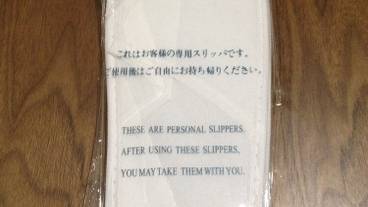 これはお客様の専用スリッパです。
ご使用後はご自由にお持ち帰りください。
THESE ARE PERSONAL SLIPPERS.
AFTER USING THESE SLIPPERS,
YOU MAY TAKE THEM WITH YOU.